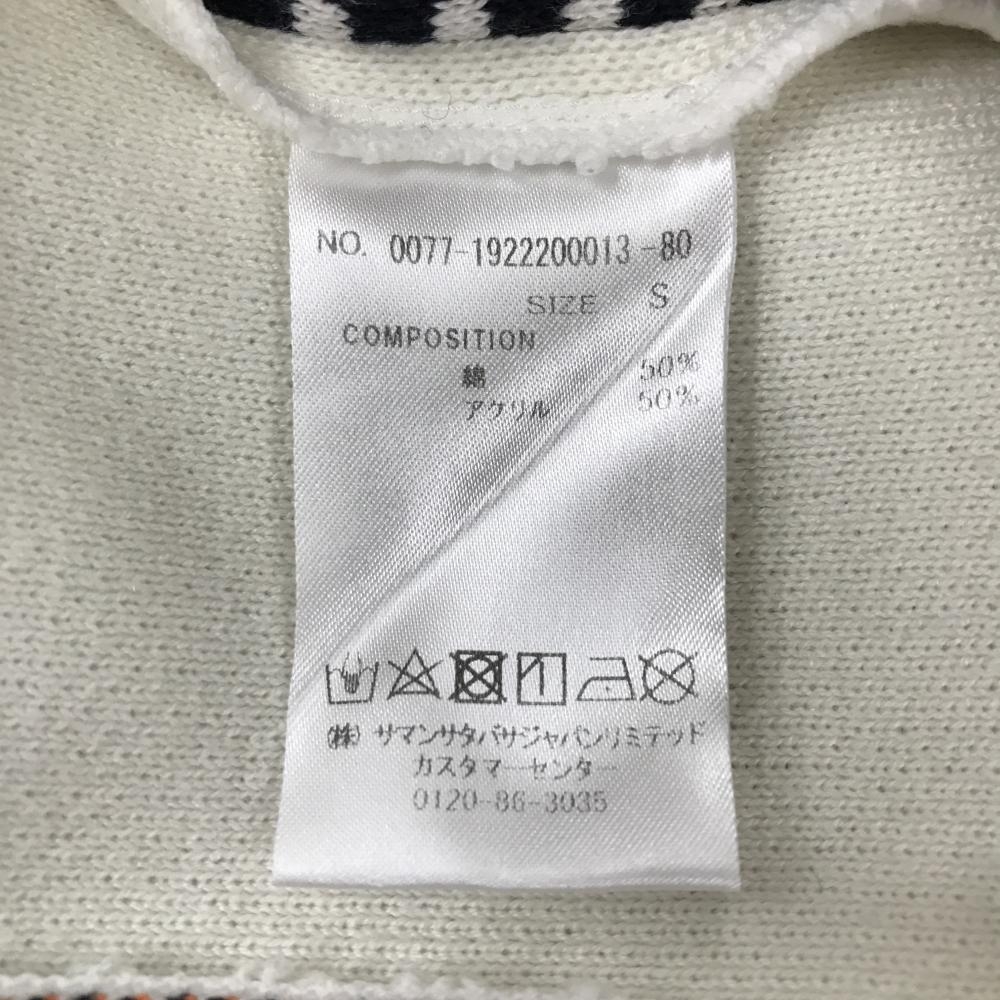 NO. 0077-1922200013-80
SIZE S
COMPOSITION
綿 50%
アクリル 50%
㈱ サマンサタバサジャパンリミテッド
カスタマーセンター
0120-86-3035